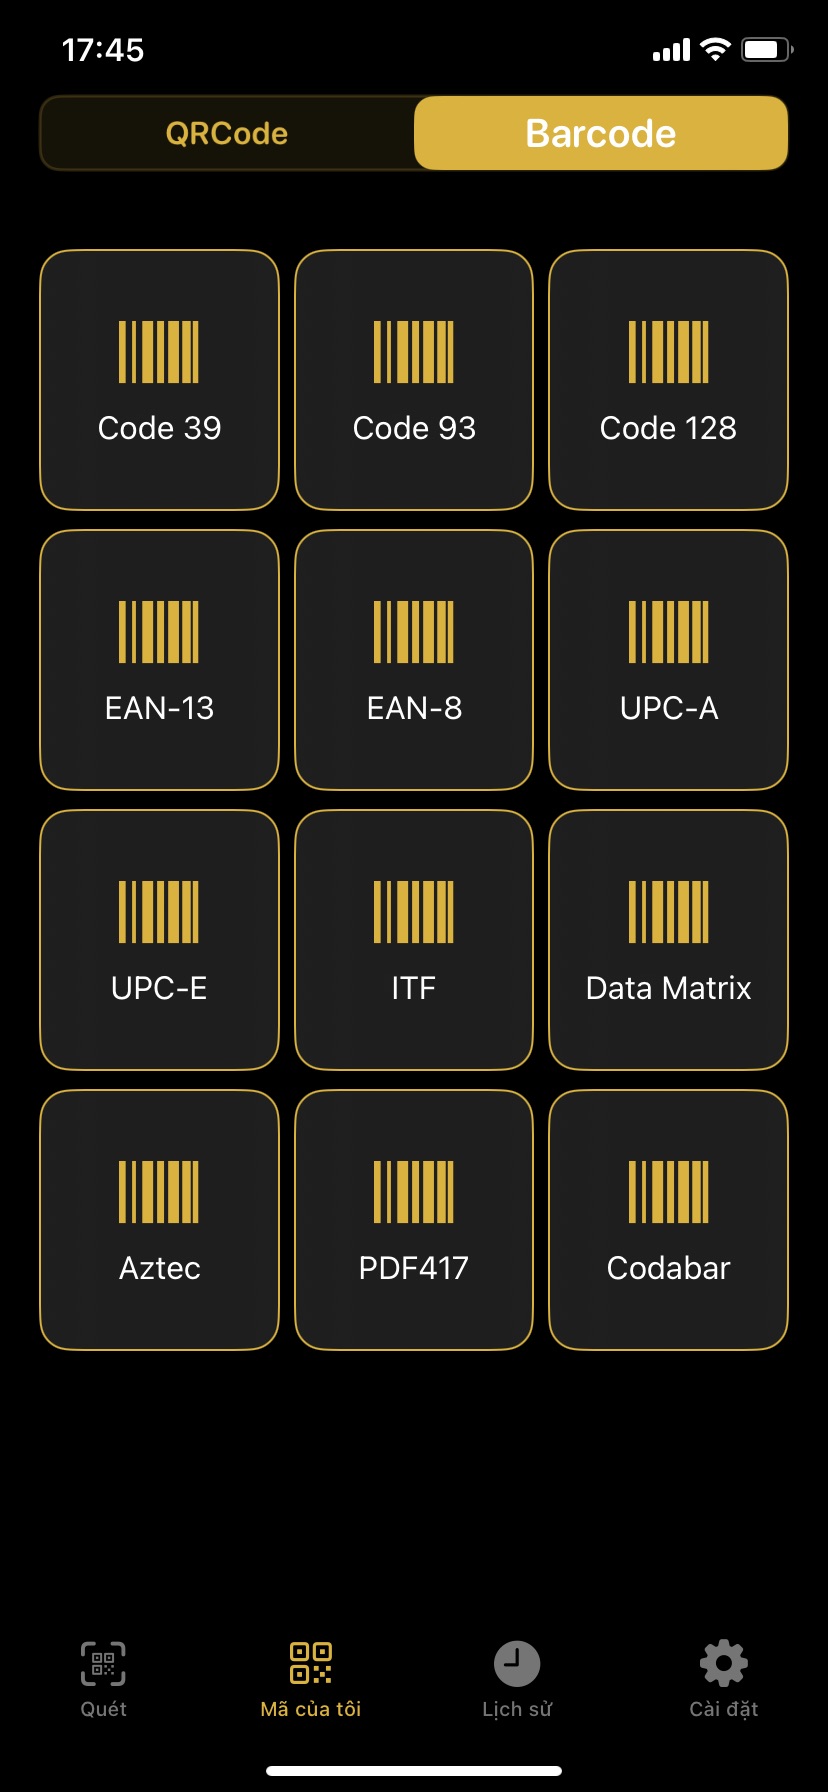 17:45
QRCode
Barcode
Code 39
Code 93
Code 128
EAN-13
EAN-8
UPC-A
UPC-E
ITF
Data Matrix
Aztec
PDF417
Codabar
Quét
Mã của tôi
Lịch sử
Cài đặt